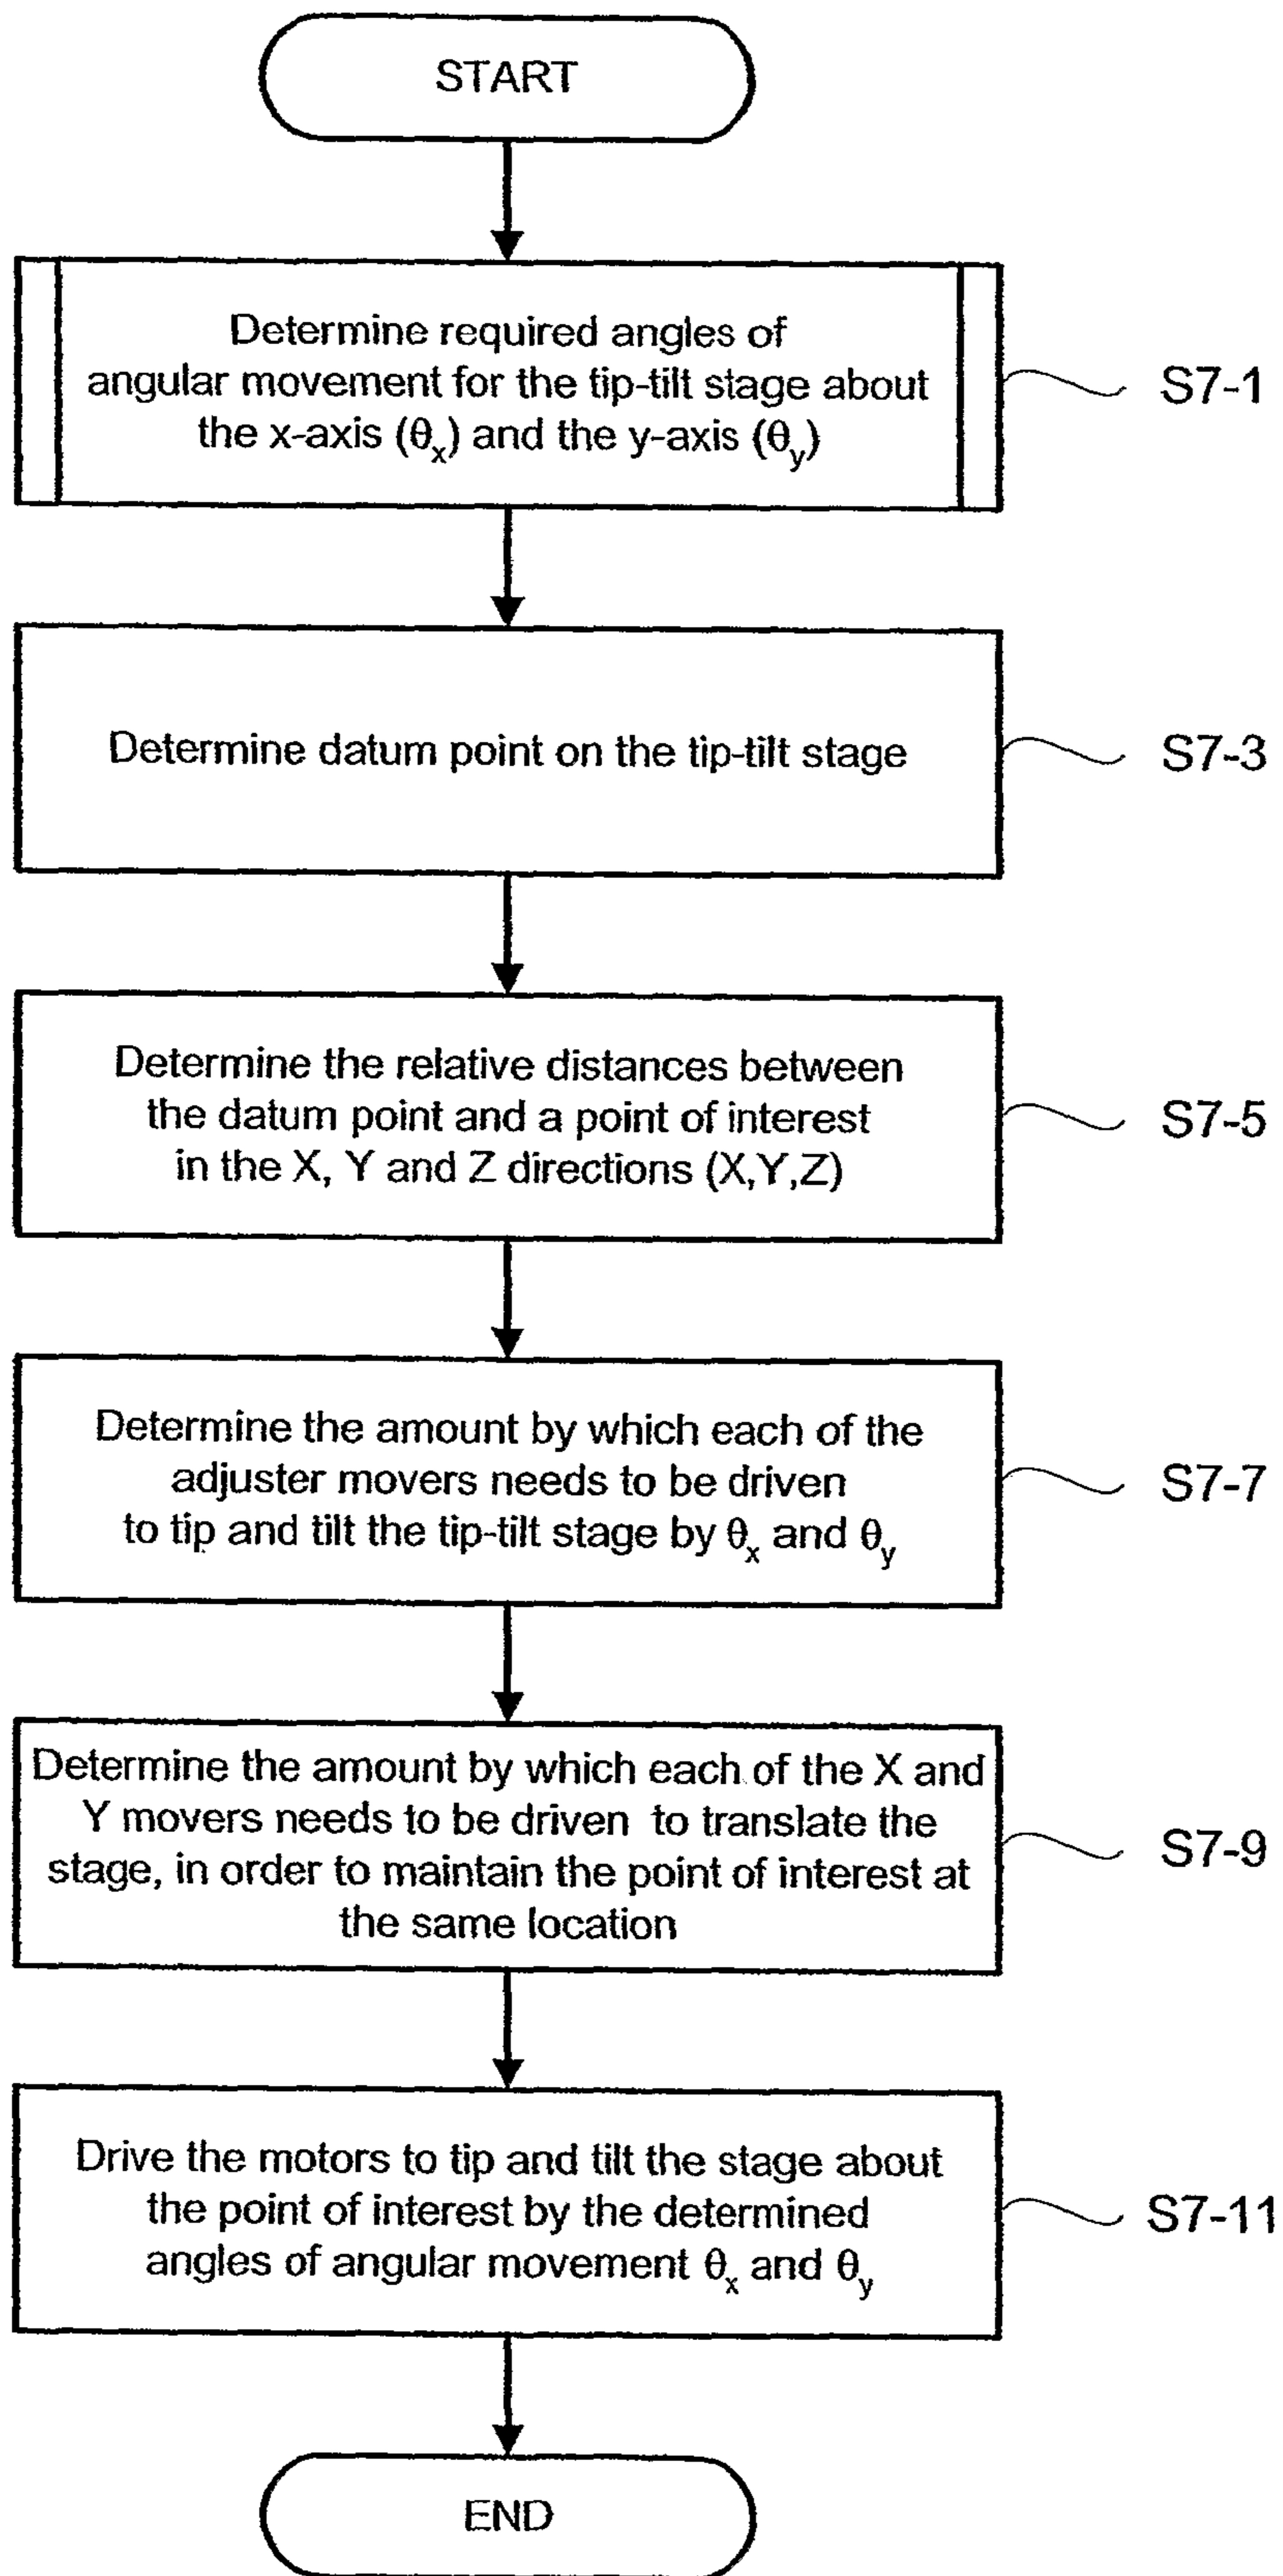 START
Determine required angles of
angular movement for the tip-tilt stage about
the x-axis (θx) and the y-axis (θy)
S7-1
Determine datum point on the tip-tilt stage
S7-3
Determine the relative distances between
the datum point and a point of interest
in the X, Y and Z directions (X,Y,Z)
S7-5
Determine the amount by which each of the
adjuster movers needs to be driven
to tip and tilt the tip-tilt stage by θx and θy
S7-7
Determine the amount by which each of the X and
Y movers needs to be driven to translate the
stage, in order to maintain the point of interest at
the same location
S7-9
Drive the motors to tip and tilt the stage about
the point of interest by the determined
angles of angular movement θx and θy
S7-11
END